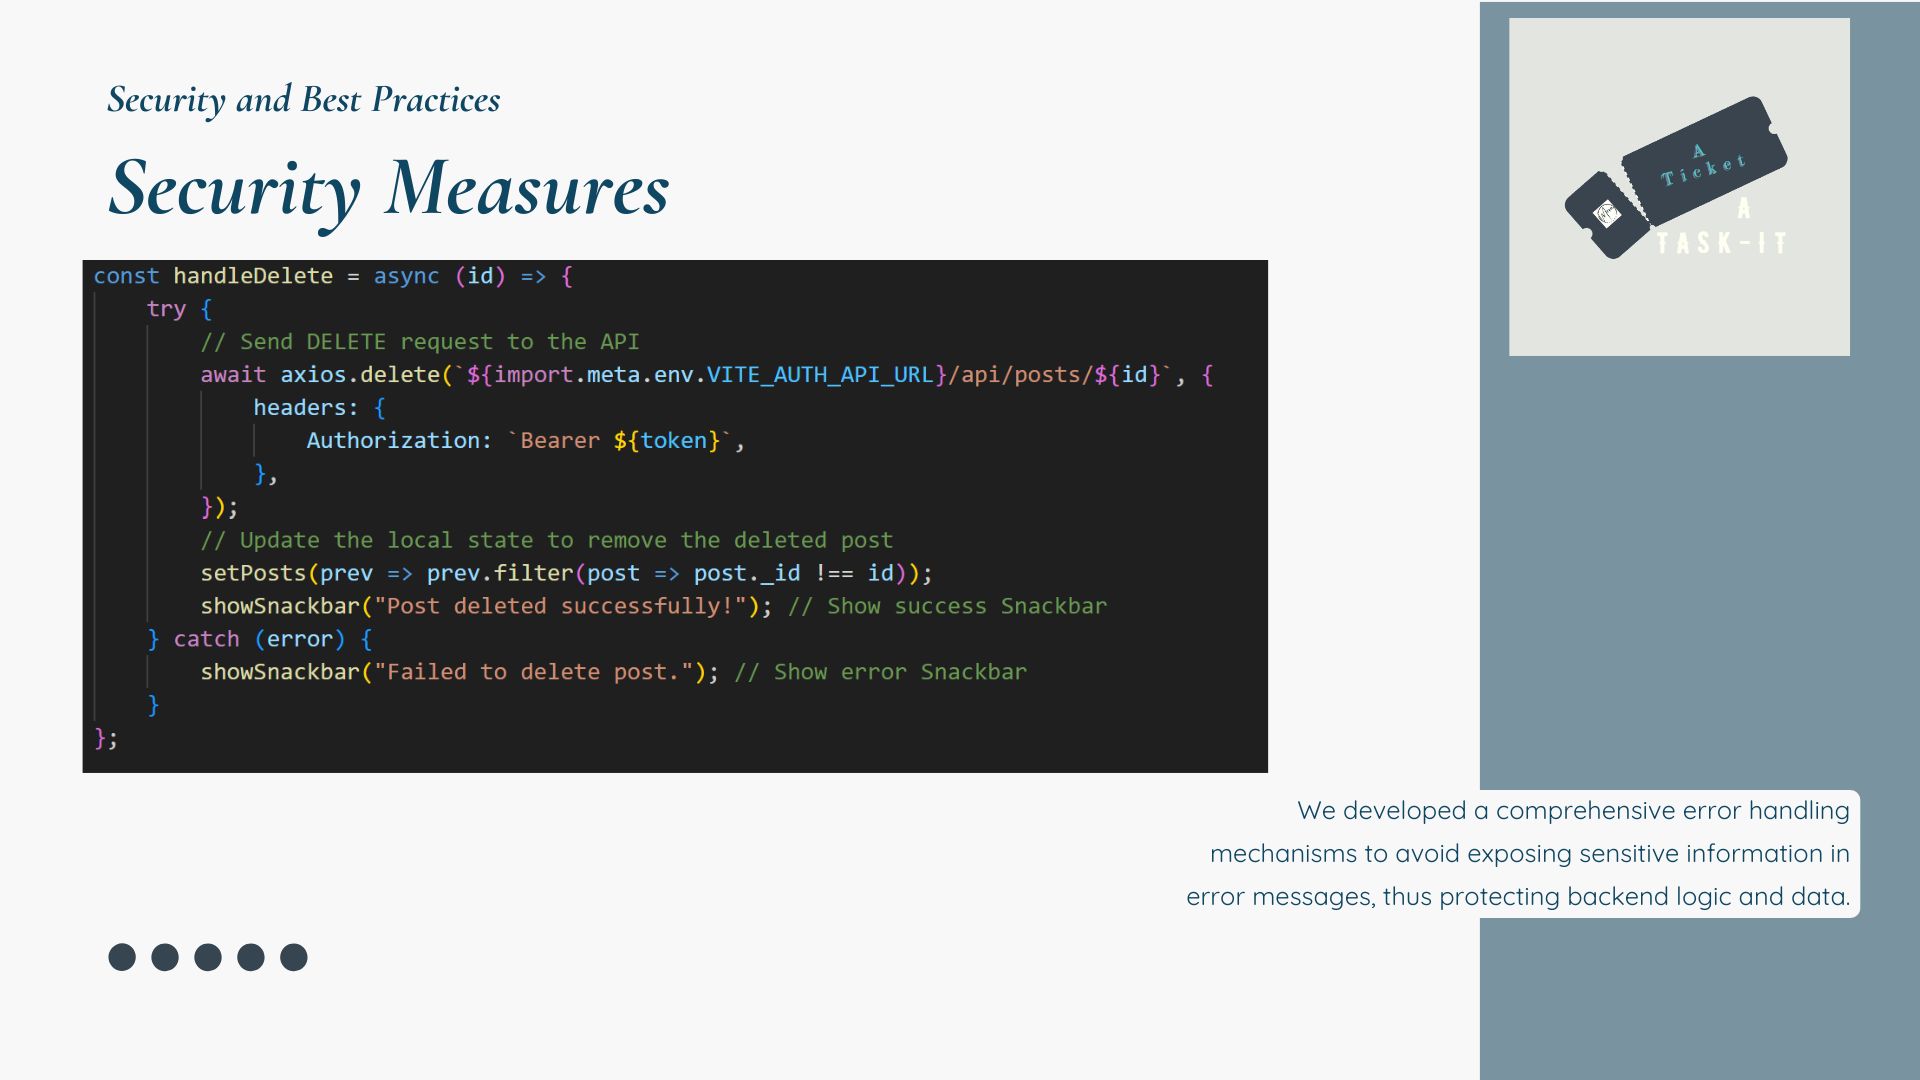 Security and Best Practices
Security Measures
const handleDelete = async (id) => {
    try {
        // Send DELETE request to the API
        await axios.delete(`${import.meta.env.VITE_AUTH_API_URL}/api/posts/${id}`, {
            headers: {
                Authorization: `Bearer ${token}`,
            },
        });
        // Update the local state to remove the deleted post
        setPosts(prev => prev.filter(post => post._id !== id));
        showSnackbar("Post deleted successfully!"); // Show success Snackbar
    } catch (error) {
        showSnackbar("Failed to delete post."); // Show error Snackbar
    }
};
A
Ticket
A
TASK-IT
We developed a comprehensive error handling
mechanisms to avoid exposing sensitive information in
error messages, thus protecting backend logic and data.